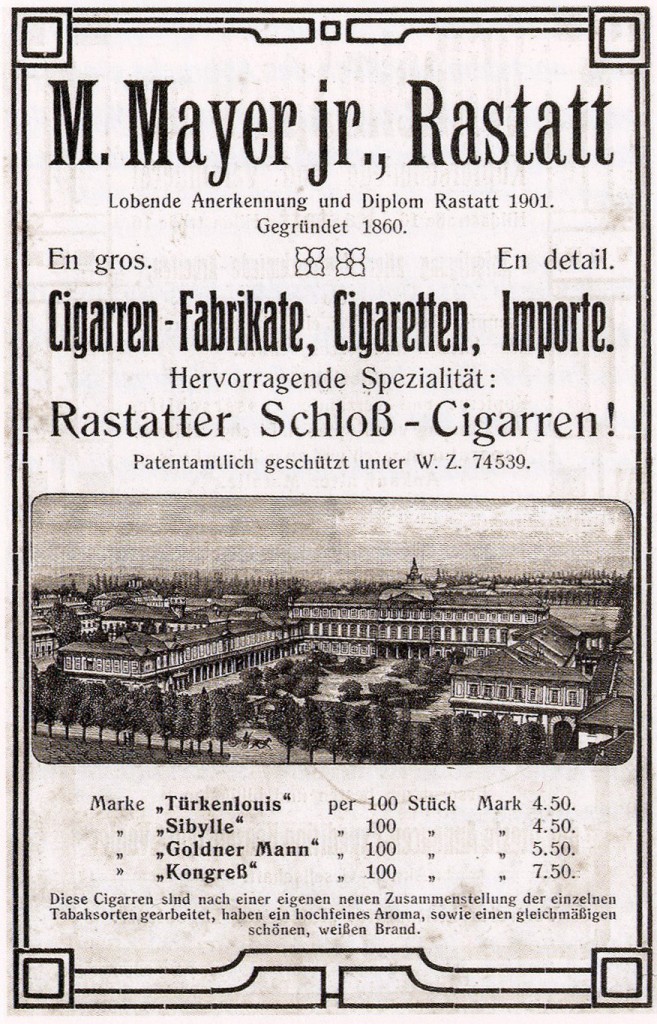 M. Mayer jr., Rastatt
Lobende Anerkennung und Diplom Rastatt 1901.
Gegründet 1860.
En gros. En detail.
Cigarren-Fabrikate, Cigaretten, Importe.
Hervorragende Spezialität:
Rastatter Schloß-Cigarren!
Patentamtlich geschützt unter W. Z. 74539.
Marke „Türkenlouis“ per 100 Stück Mark 4.50.
„ „Sibylle“ „ 100 „ „ 4.50.
„ „Goldner Mann“ „ 100 „ „ 5.50.
» „Kongreß“ „ 100 „ „ 7.50.
Diese Cigarren sind nach einer eigenen neuen Zusammenstellung der einzelnen
Tabaksorten gearbeitet, haben ein hochfeines Aroma, sowie einen gleichmäßigen
schönen, weißen Brand.